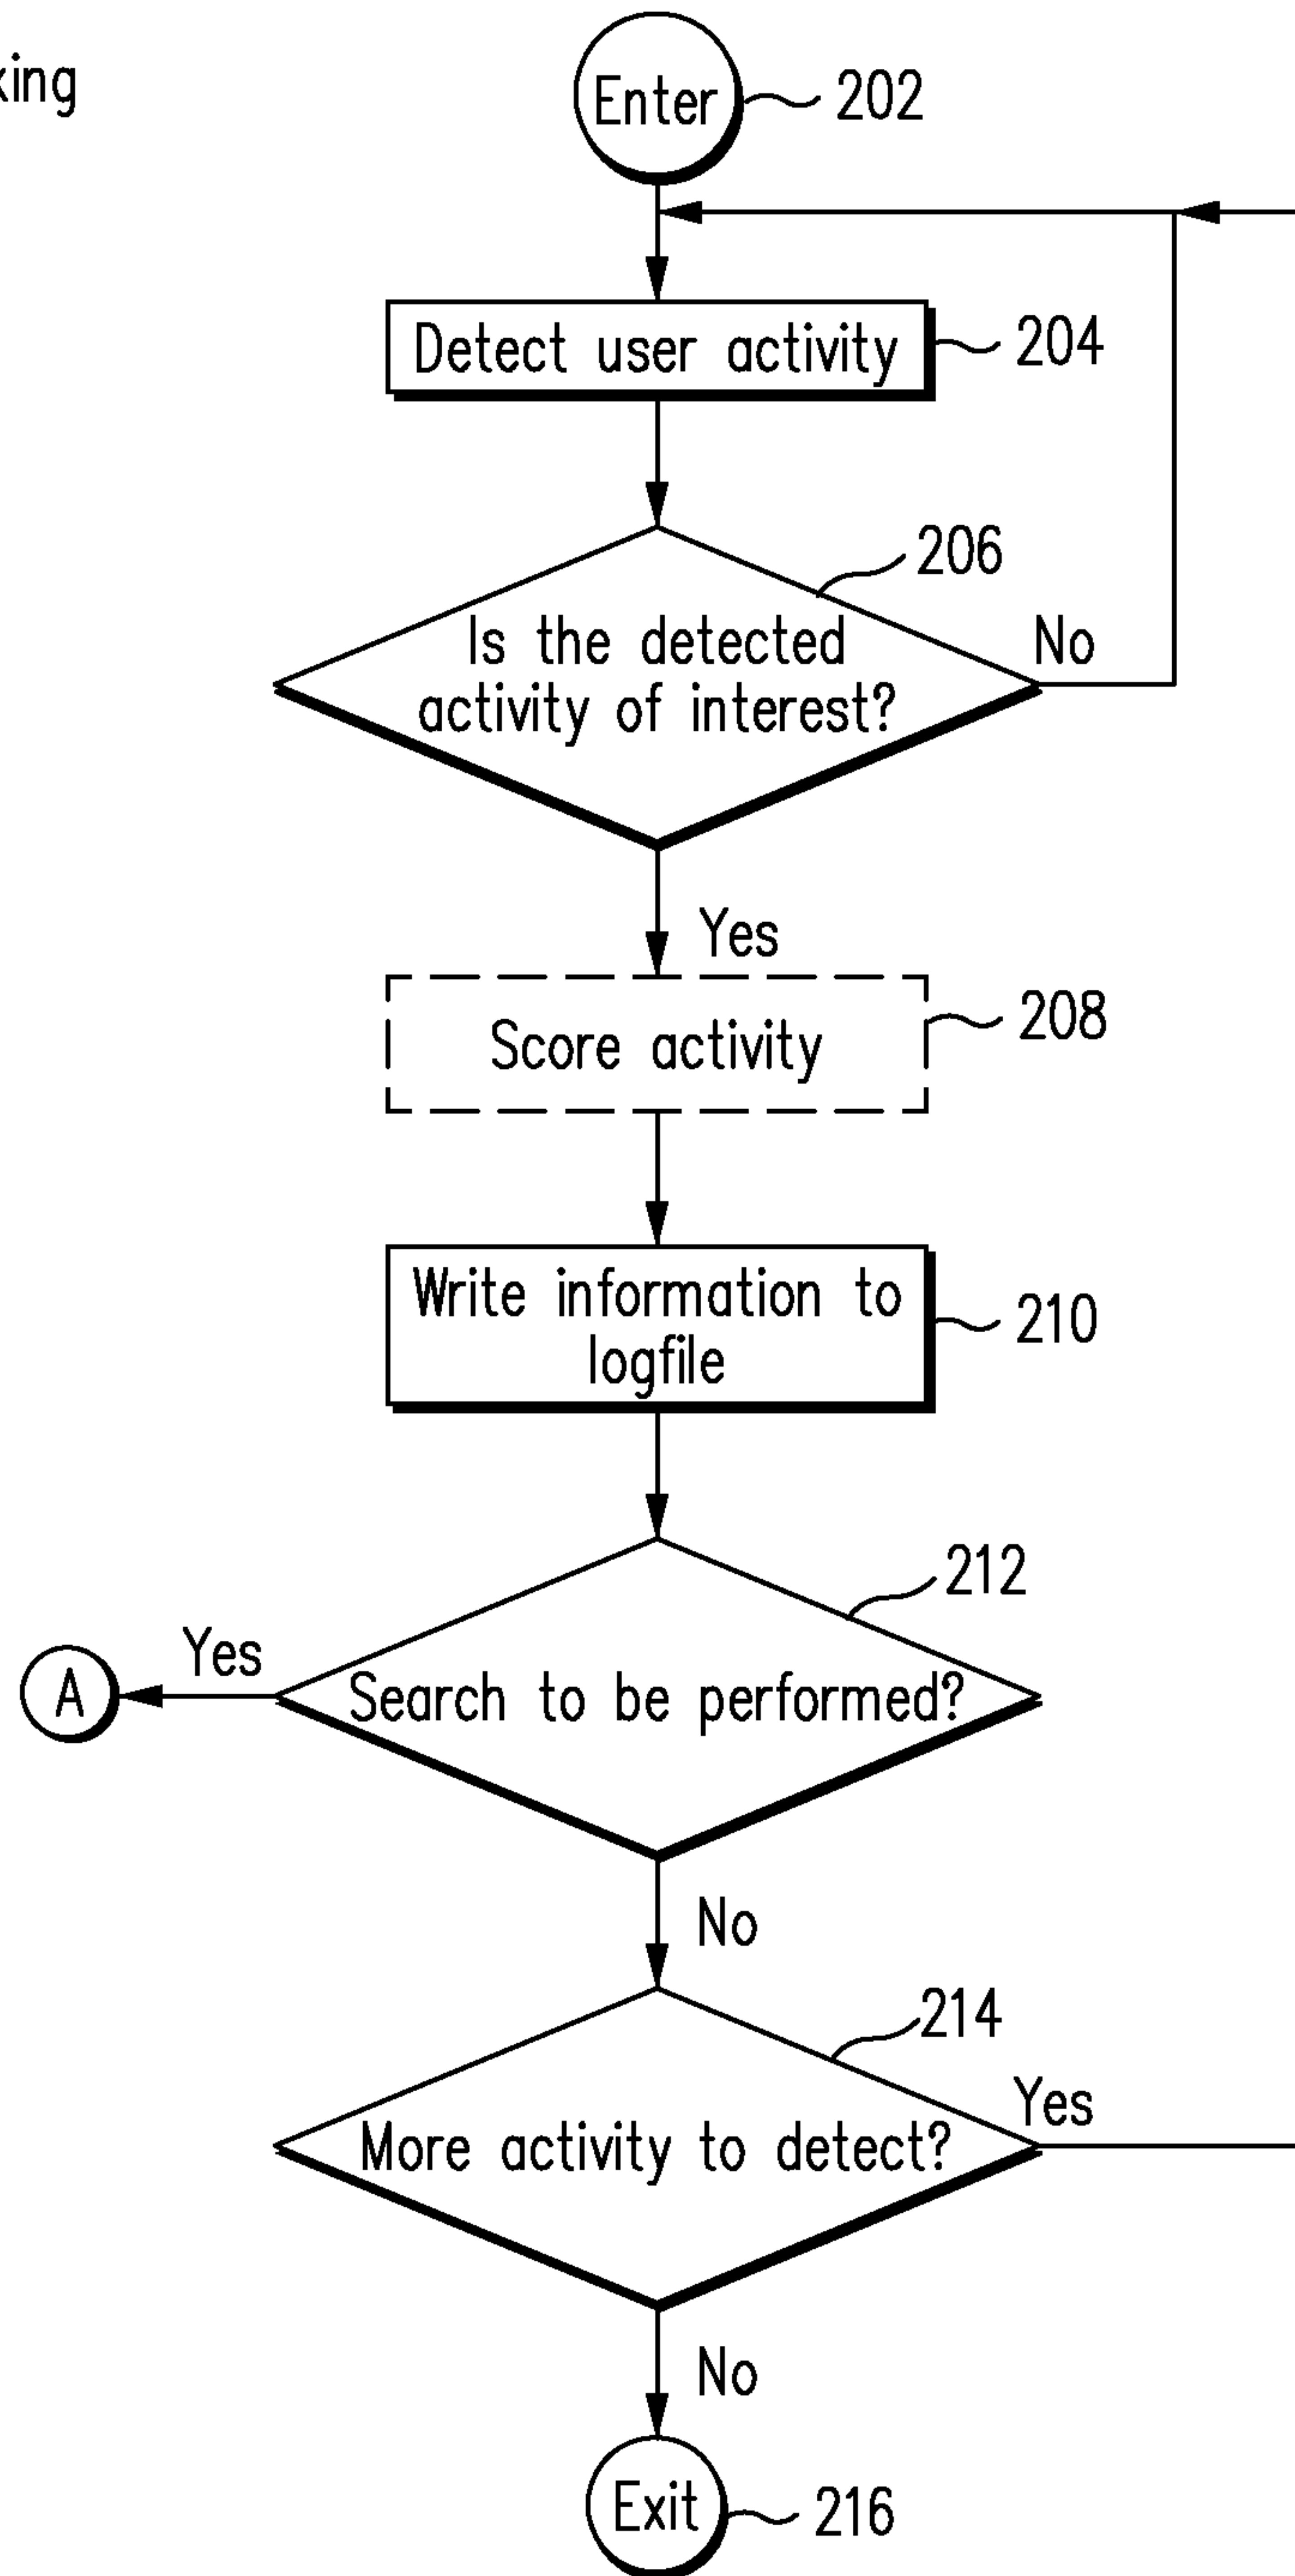 Enter
202
Detect user activity
204
206
Is the detected
activity of interest?
No
Yes
Score activity
208
Write information to
logfile
210
212
Yes
A
Search to be performed?
No
214
Yes
More activity to detect?
No
Exit
216